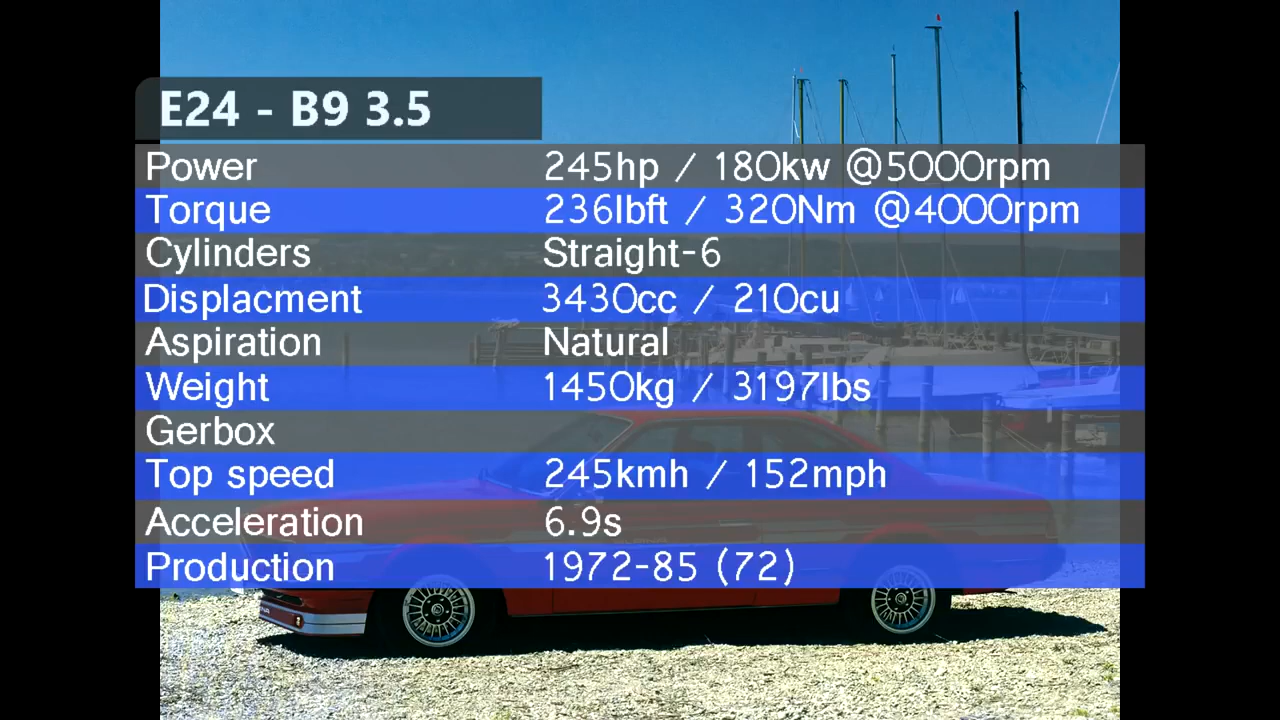 E24 - B9 3.5
Power 245hp / 180kw @5000rpm
Torque 236lbft / 320Nm @4000rpm
Cylinders Straight-6
Displacment 3430cc / 210cu
Aspiration Natural
Weight 1450kg / 3197lbs
Gerbox
Top speed 245kmh / 152mph
Acceleration 6.9s
Production 1972-85 (72)